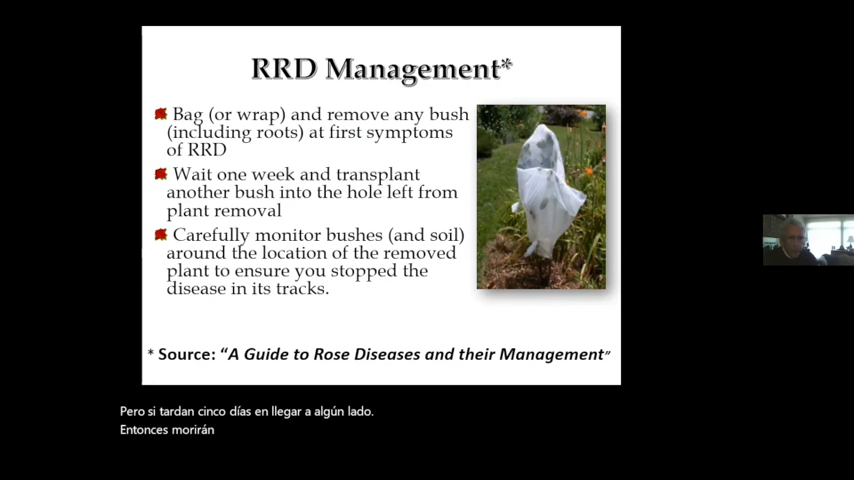 RRD Management*
Bag (or wrap) and remove any bush
(including roots) at first symptoms
of RRD
Wait one week and transplant
another bush into the hole left from
plant removal
Carefully monitor bushes (and soil)
around the location of the removed
plant to ensure you stopped the
disease in its tracks.
* Source: “A Guide to Rose Diseases and their Management”
Pero si tardan cinco días en llegar a algún lado.
Entonces morirán